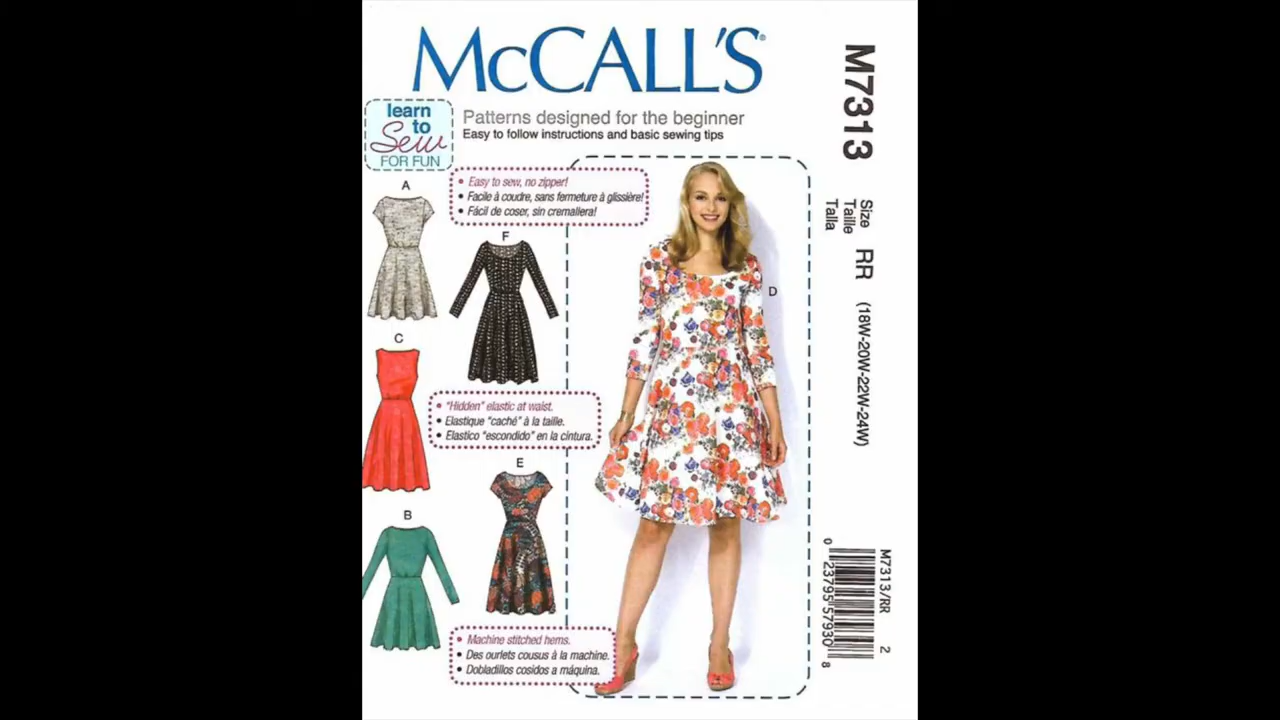 McCALL'S®
learn
to
Sew
FOR FUN
Patterns designed for the beginner
Easy to follow instructions and basic sewing tips
• Easy to sew, no zipper!
• Facile à coudre, sans fermeture à glissière!
• Fácil de coser, sin cremallera!
A
F
D
C
• "Hidden" elastic at waist.
• Elastique "caché" à la taille.
• Elastico "escondido" en la cintura.
E
B
• Machine stitched hems.
• Des ourlets cousus à la machine.
• Dobladillos cosidos a máquina.
M7313
Size
Taille
Talla
RR
(18W-20W-22W-24W)
M7313/RR
2
0 23795 57930 8